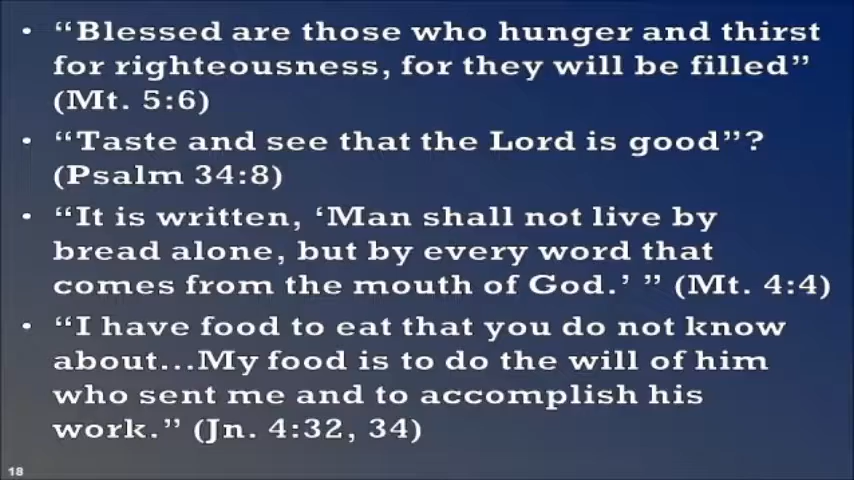 • “Blessed are those who hunger and thirst
for righteousness, for they will be filled”
(Mt. 5:6)
• “Taste and see that the Lord is good”?
(Psalm 34:8)
• “It is written, ‘Man shall not live by
bread alone, but by every word that
comes from the mouth of God.’ ” (Mt. 4:4)
• “I have food to eat that you do not know
about...My food is to do the will of him
who sent me and to accomplish his
work.” (Jn. 4:32, 34)
18